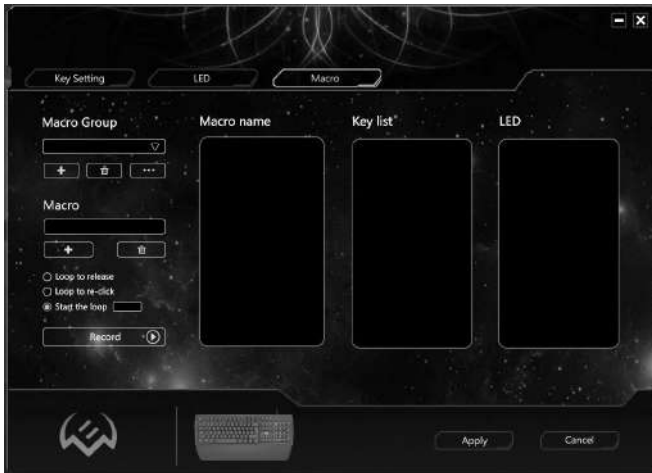 Key Setting
LED
Macro
Macro Group
Macro name
Key list
LED
Macro
Loop to release
Loop to re-click
Start the loop
Record
Apply
Cancel